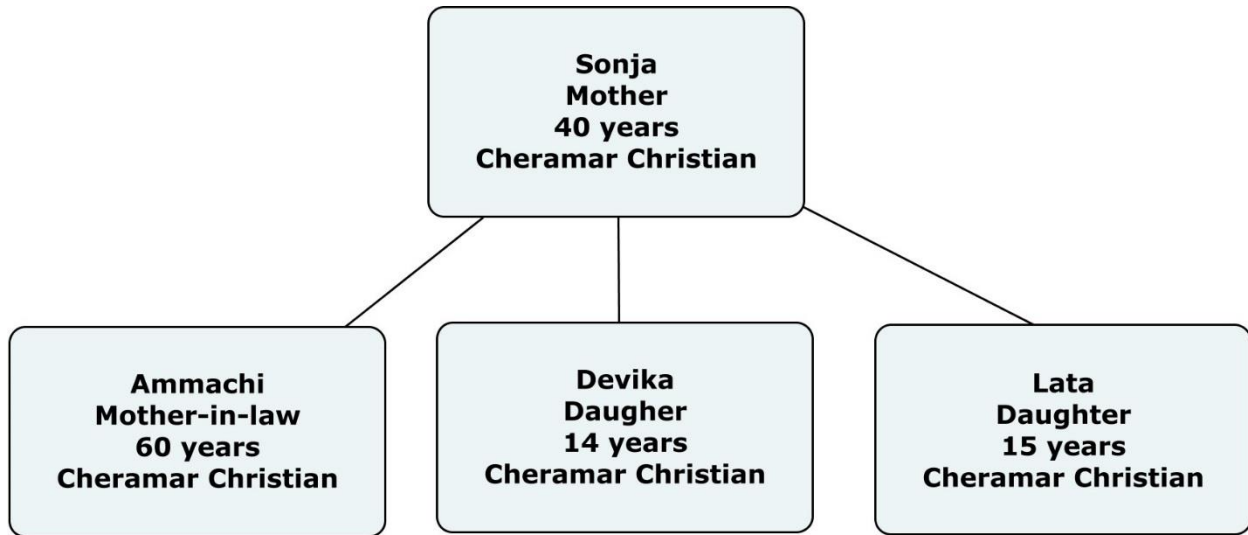 Sonja
Mother
40 years
Cheramar Christian
Ammachi
Mother-in-law
60 years
Cheramar Christian
Devika
Daugher
14 years
Cheramar Christian
Lata
Daughter
15 years
Cheramar Christian